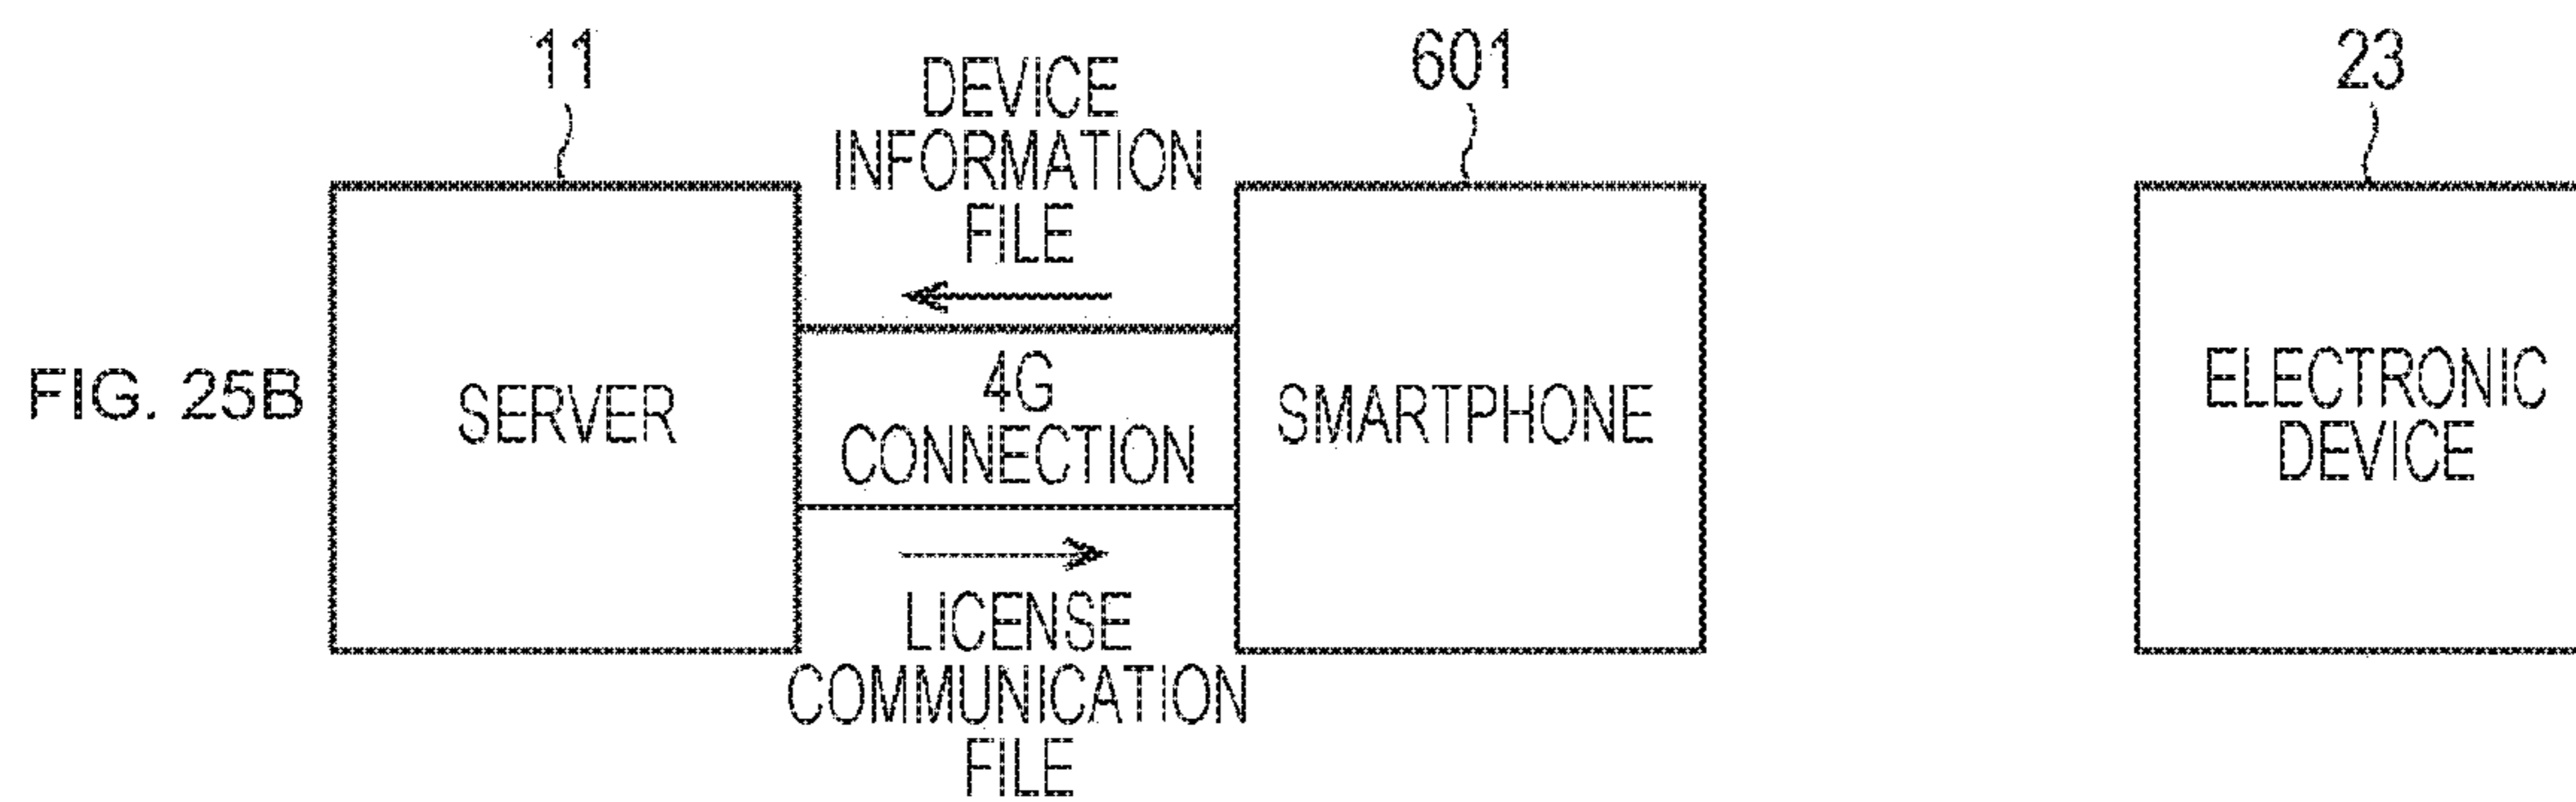 11
601
23
DEVICE
INFORMATION
FILE
FIG. 25B
SERVER
4G
CONNECTION
SMARTPHONE
ELECTRONIC
DEVICE
LICENSE
COMMUNICATION
FILE